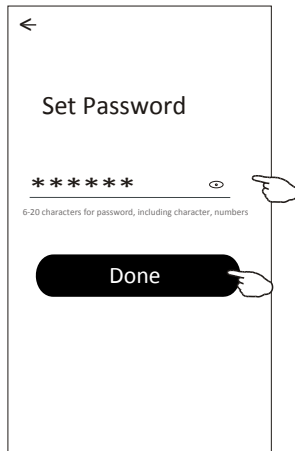 Set Password
******
6-20 characters for password, including character, numbers
Done